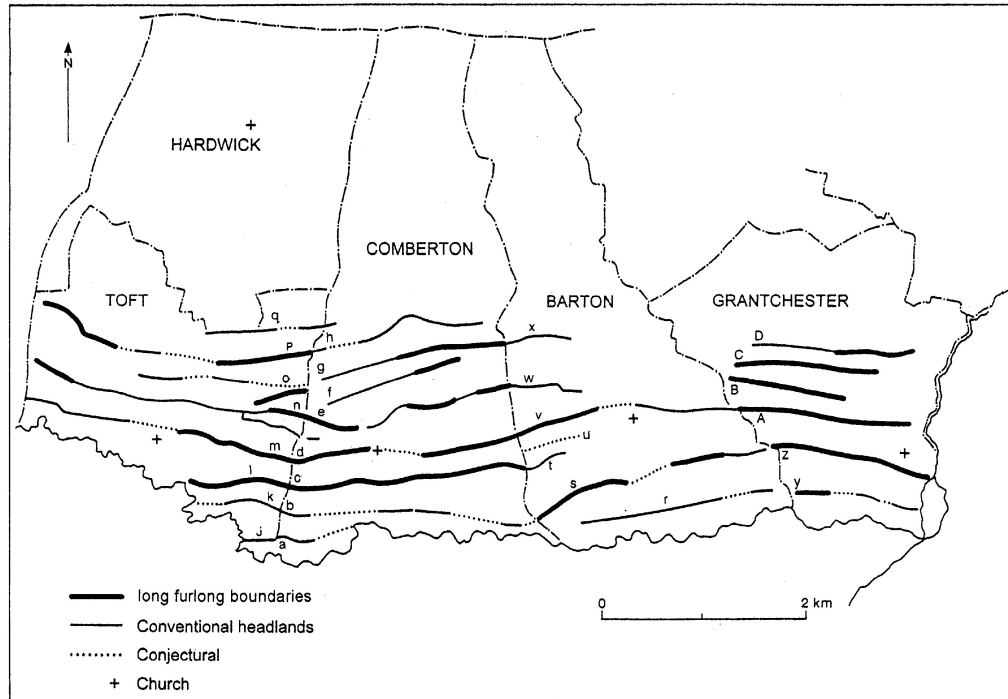 N
HARDWICK
COMBERTON
TOFT
BARTON
GRANTCHESTER
q
p
h
x
D
g
C
o
f
B
n
e
w
v
A
m
d
u
z
l
c
t
s
k
b
r
y
j
a
long furlong boundaries
Conventional headlands
Conjectural
Church
0 2 km